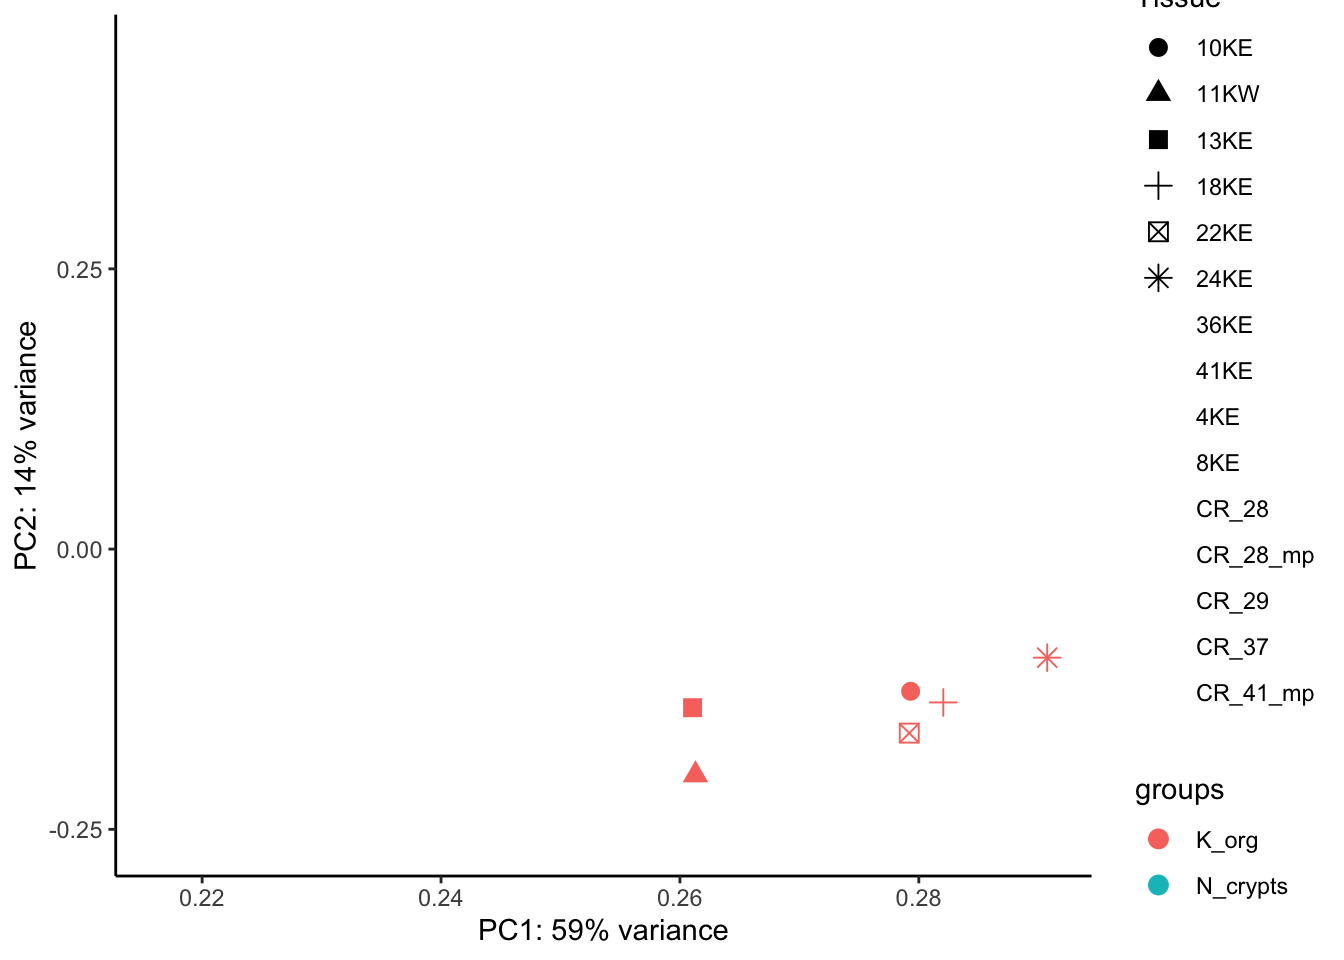 Tissue
10KE
11KW
13KE
18KE
22KE
24KE
36KE
41KE
4KE
8KE
CR_28
CR_28_mp
CR_29
CR_37
CR_41_mp
groups
K_org
N_crypts
0.25
0.00
-0.25
PC2: 14% variance
0.22
0.24
0.26
0.28
PC1: 59% variance